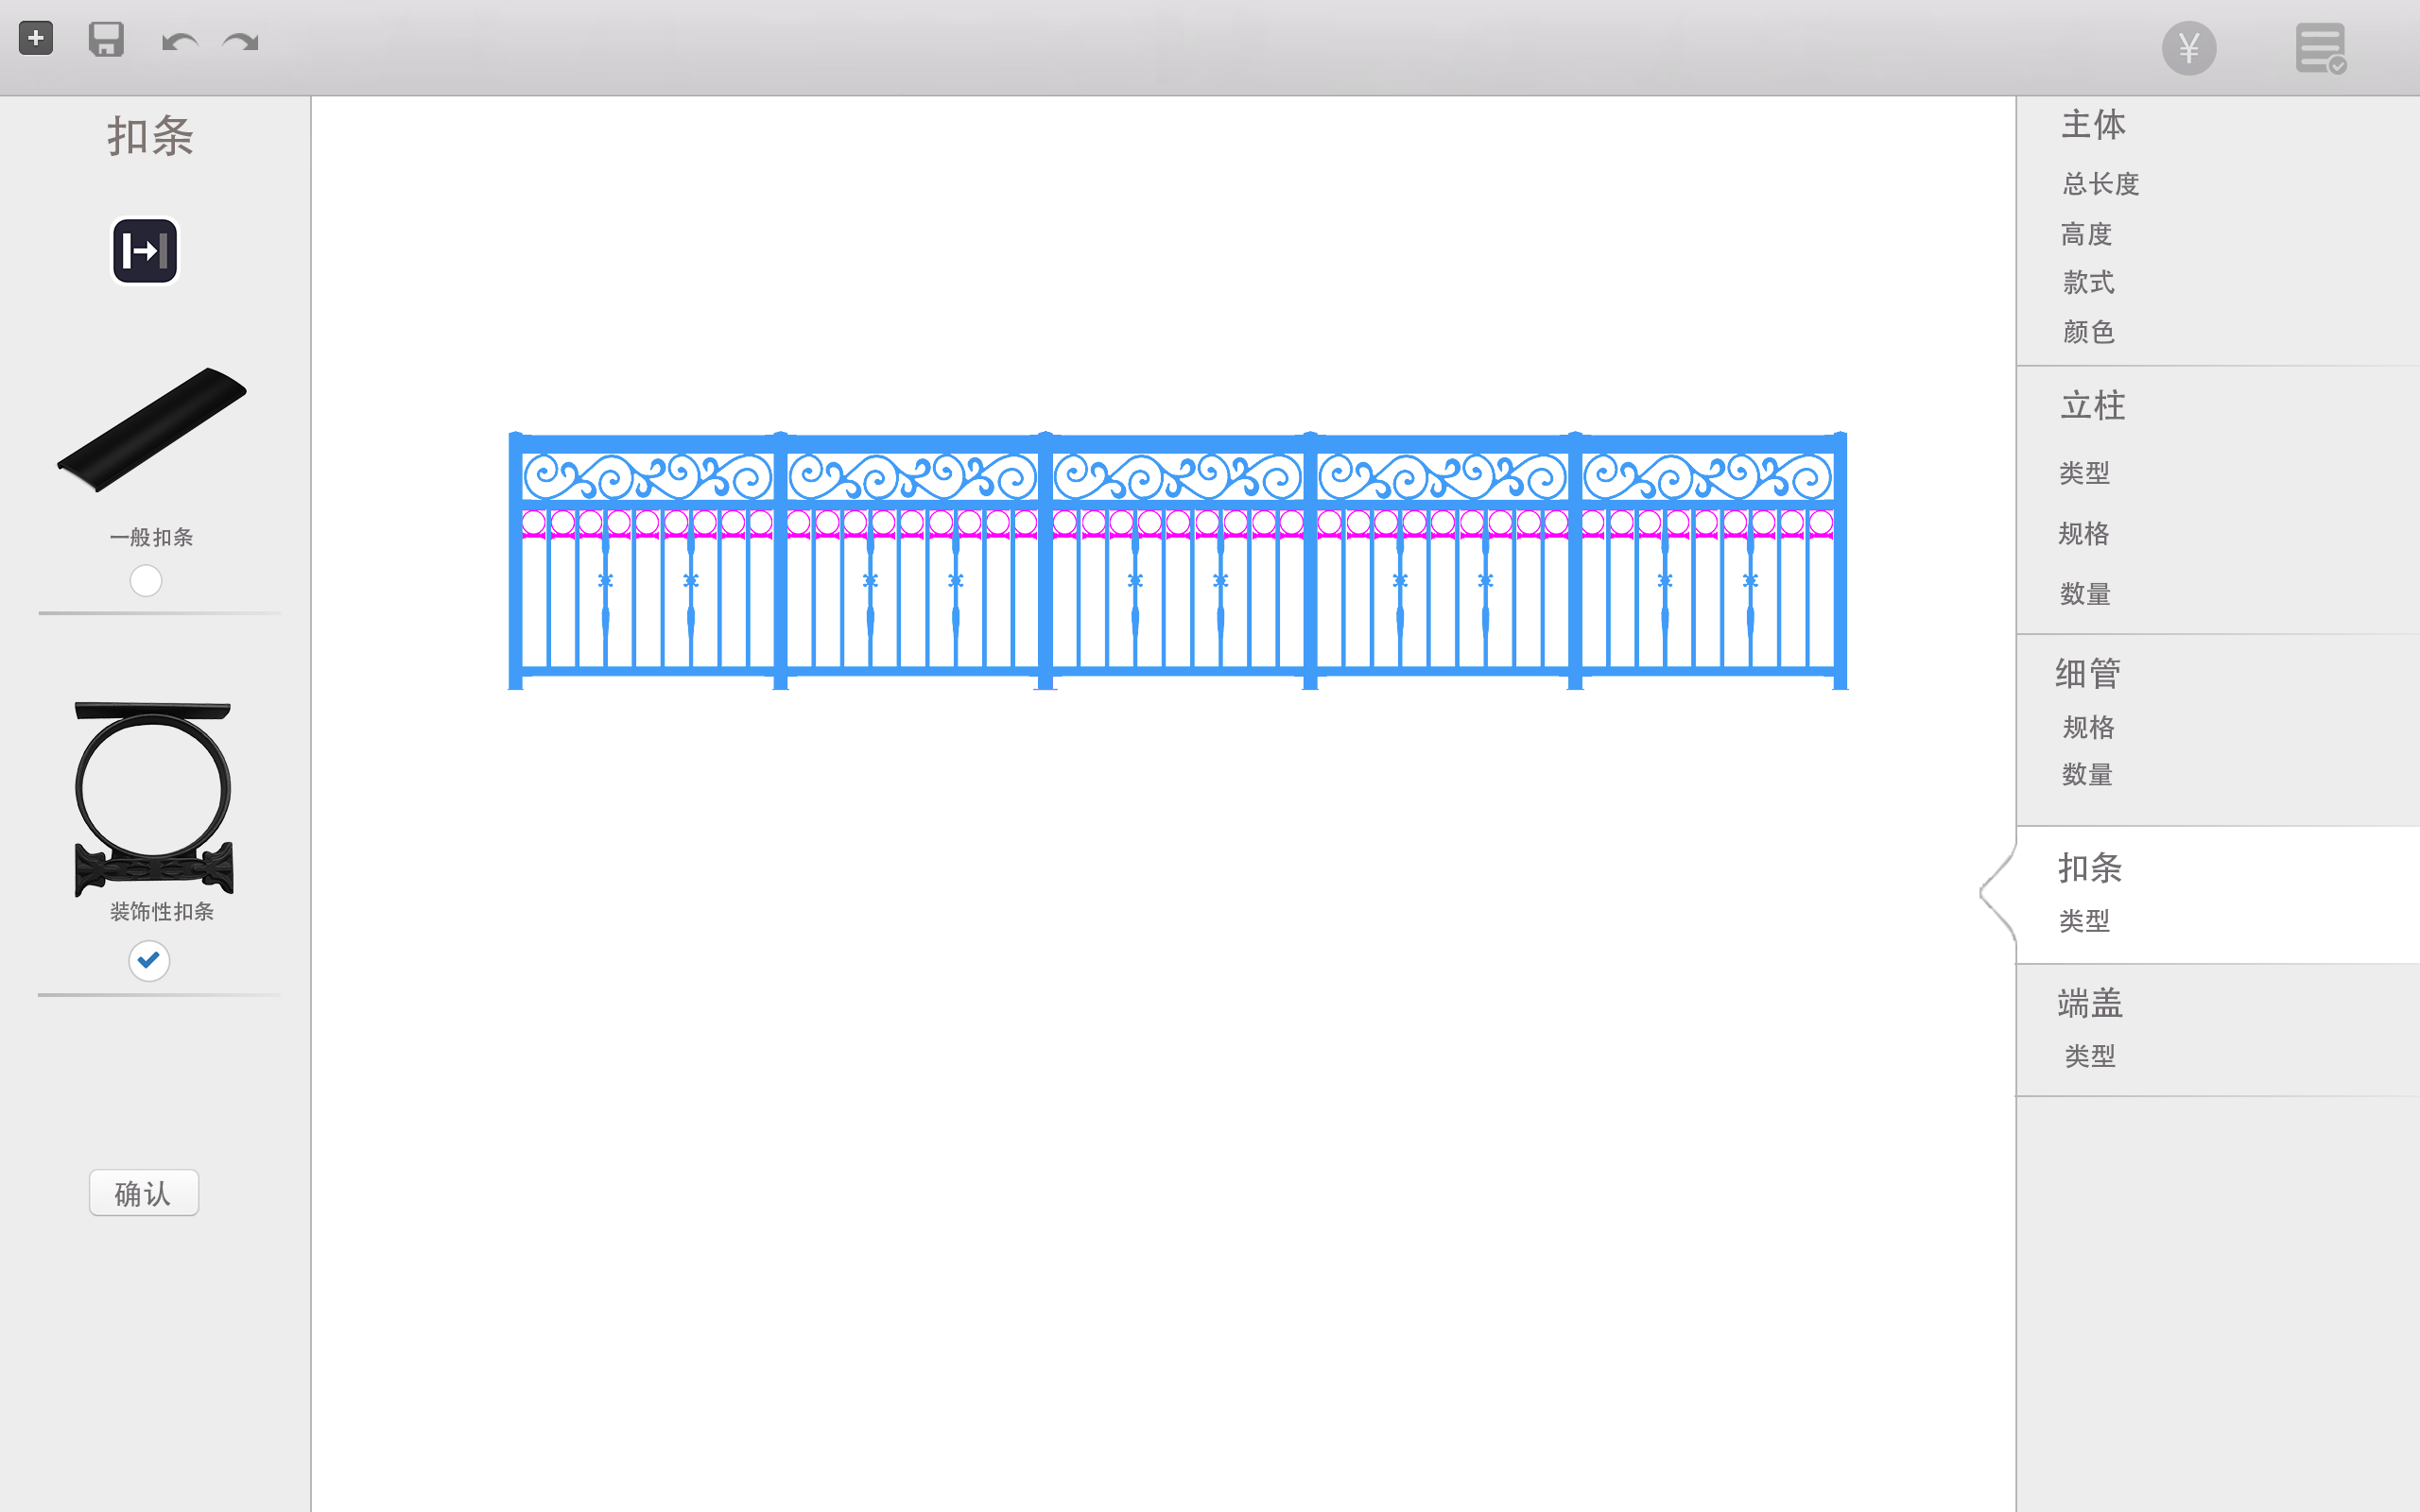 ¥
扣条
一般扣条
装饰性扣条
确认
主体
总长度
高度
款式
颜色
立柱
类型
规格
数量
细管
规格
数量
扣条
类型
端盖
类型